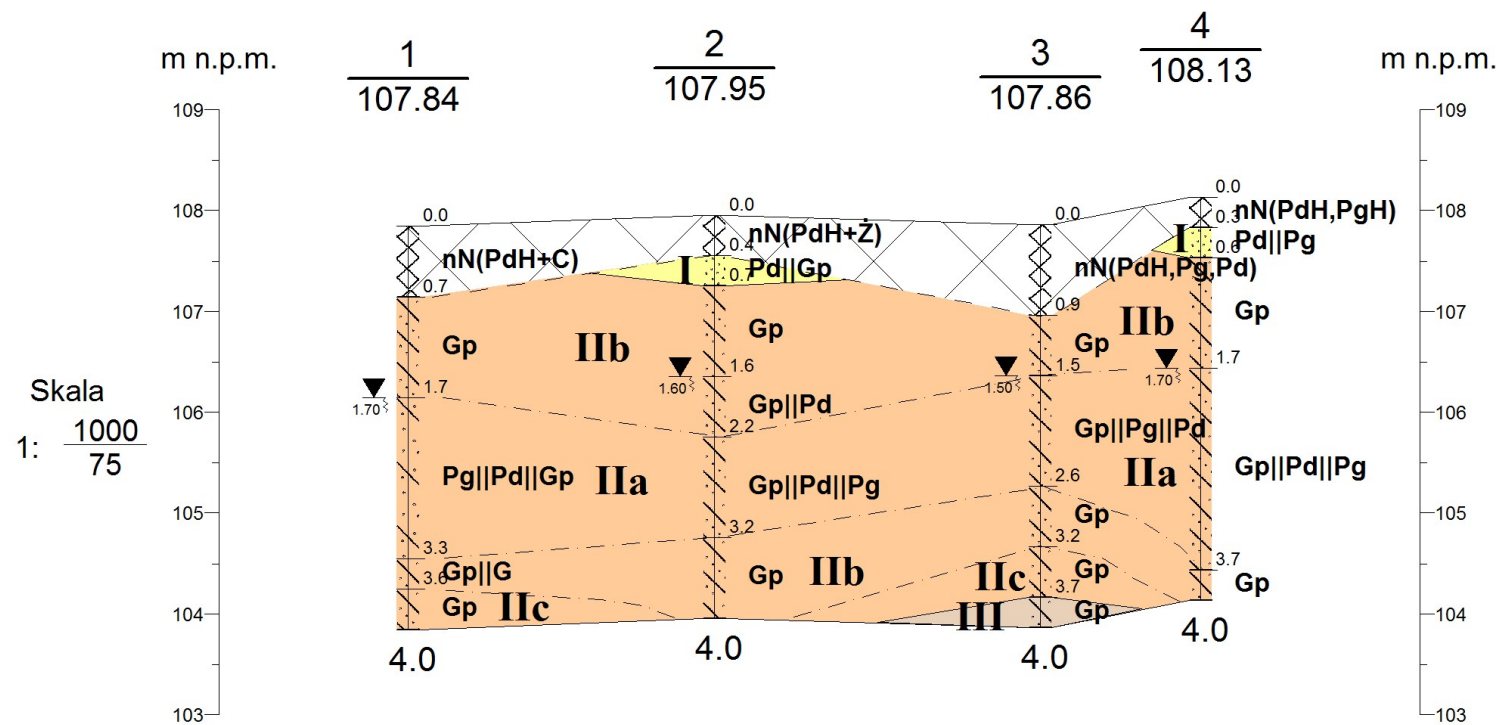 m n.p.m.
1
107.84
2
107.95
3
107.86
4
108.13
m n.p.m.
109
108
107
106
105
104
103
Skala
1: 1000
75
0.0
nN(PdH+C)
0.7
Gp
1.7
1.70
Pg||Pd||Gp
3.3
Gp||G
3.6
Gp
4.0
0.0
nN(PdH+Ż)
0.4
I
Pd||Gp
0.7
Gp
IIb
1.6
1.60
Gp||Pd
2.2
IIa
Gp||Pd||Pg
3.2
Gp
IIb
IIc
4.0
0.0
nN(PdH,Pg,Pd)
0.9
Gp
1.5
1.50
Gp||Pg||Pd
2.6
Gp
3.2
IIc
Gp
3.7
III
Gp
4.0
0.0
nN(PdH,PgH)
0.3
I
Pd||Pg
0.6
Gp
IIb
1.7
1.70
IIa
Gp||Pd||Pg
3.7
Gp
4.0
109
108
107
106
105
104
103